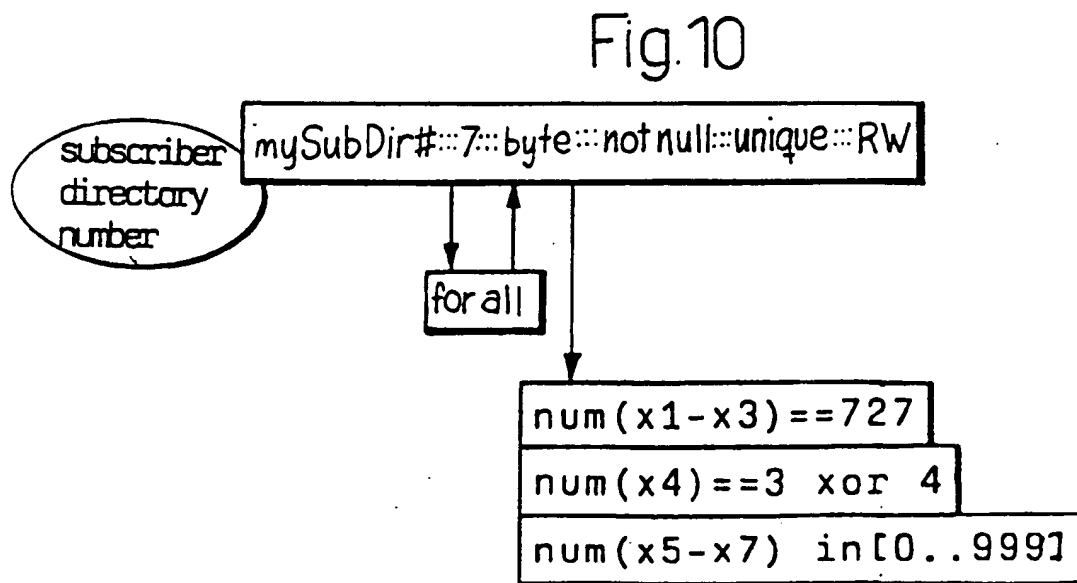 Fig.10
mySubDir#:::7:::byte:::not null:::unique:::RW
subscriber
directory
number
for all
num(x1-x3)==727
num(x4)==3 xor 4
num(x5-x7) in[0..999]